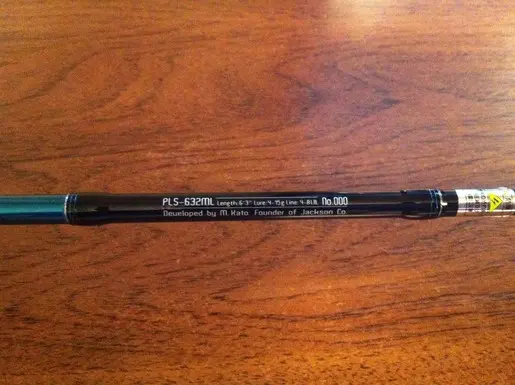 PLS-632ML Length:6'3" Lure:4-15g Line:4-8LB. No.000
Developed by M.Kato Founder of Jackson Co.